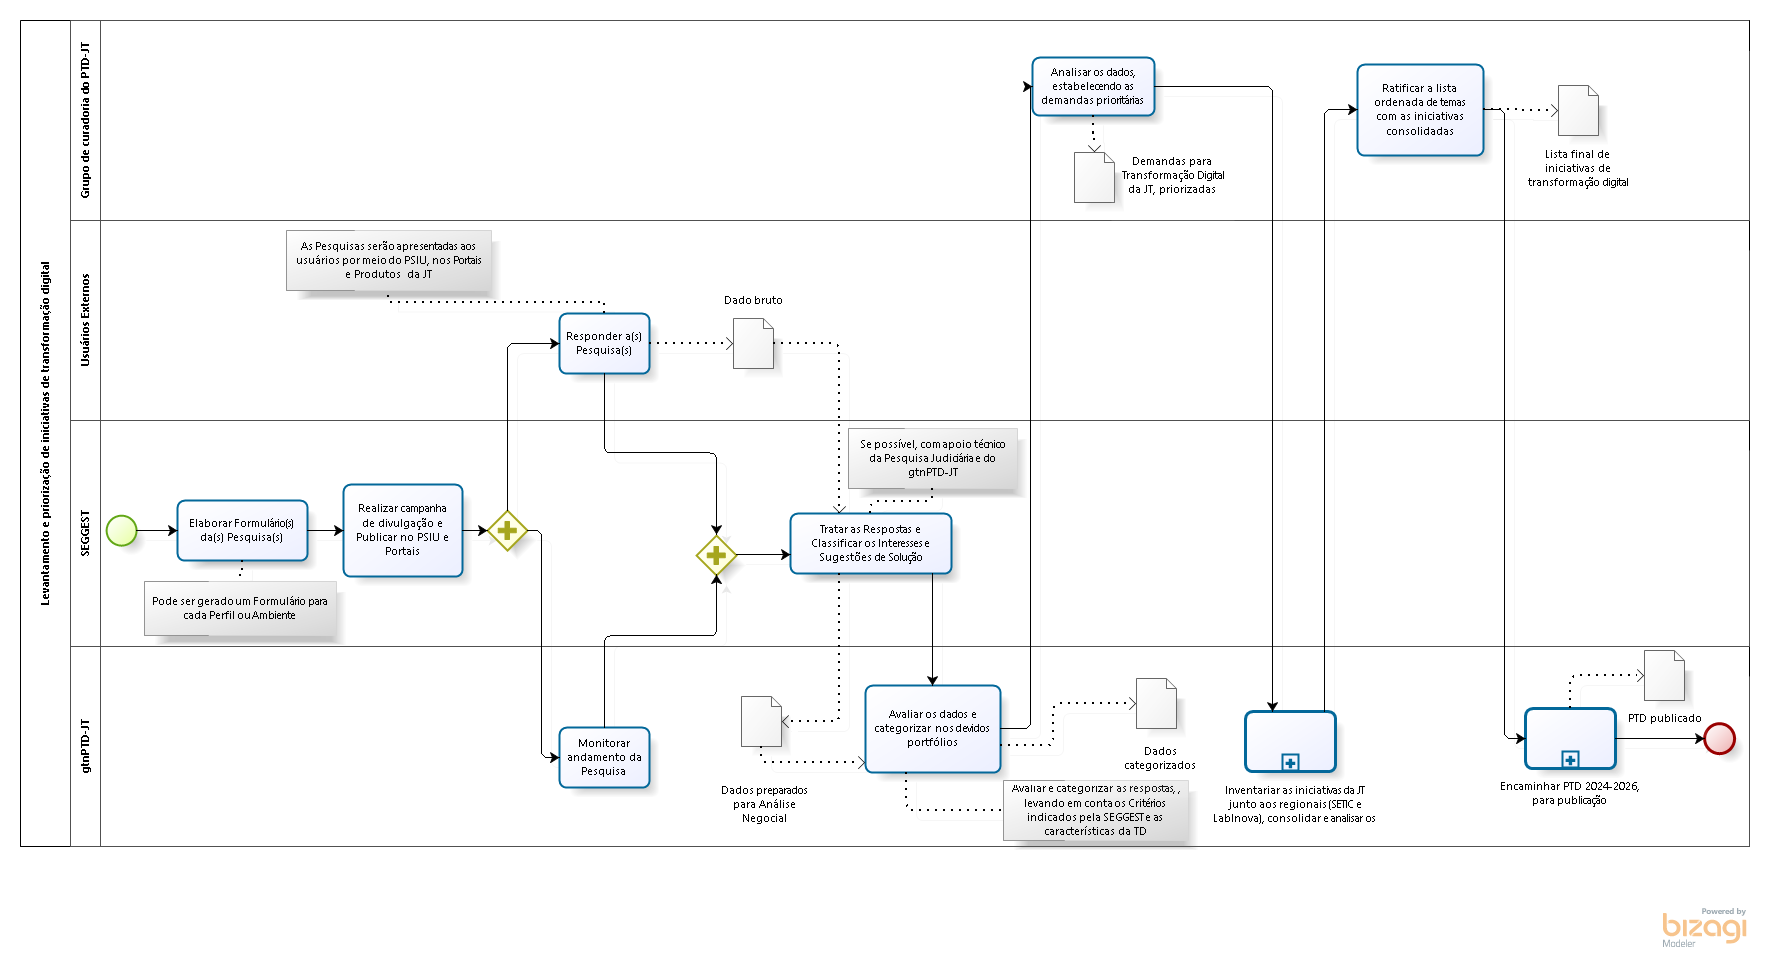 Levantamento e priorização de iniciativas de transformação digital
Grupo de curadoria do PTD-JT
Analisar os dados,
estabelecendo as
demandas prioritárias
Demandas para
Transformação Digital
da JT, priorizadas
Ratificar a lista
ordenada de temas
com as iniciativas
consolidadas
Lista final de
iniciativas de
transformação digital
Usuários Externos
As Pesquisas serão apresentadas aos
usuários por meio do PSIU, nos Portais
e Produtos da JT
Responder a(s)
Pesquisa(s)
Dado bruto
SEGGEST
Elaborar Formulário(s)
da(s) Pesquisa(s)
Pode ser gerado um Formulário para
cada Perfil ou Ambiente
Realizar campanha
de divulgação e
Publicar no PSIU e
Portais
Se possível, com apoio técnico
da Pesquisa Judiciária e do
gtnPTD-JT
Tratar as Respostas e
Classificar os Interesses e
Sugestões de Solução
gtnPTD-JT
Monitorar
andamento da
Pesquisa
Dados preparados
para Análise
Negocial
Avaliar os dados e
categorizar nos devidos
portfólios
Dados
categorizados
Avaliar e categorizar as respostas, ,
levando em conta os Critérios
indicados pela SEGGEST e as
características da TD
Inventariar as iniciativas da JT
junto aos regionais (SETIC e
LabInova), consolidar e analisar os
Encaminhar PTD 2024-2026,
para publicação
PTD publicado
Powered by
bizagi
Modeler